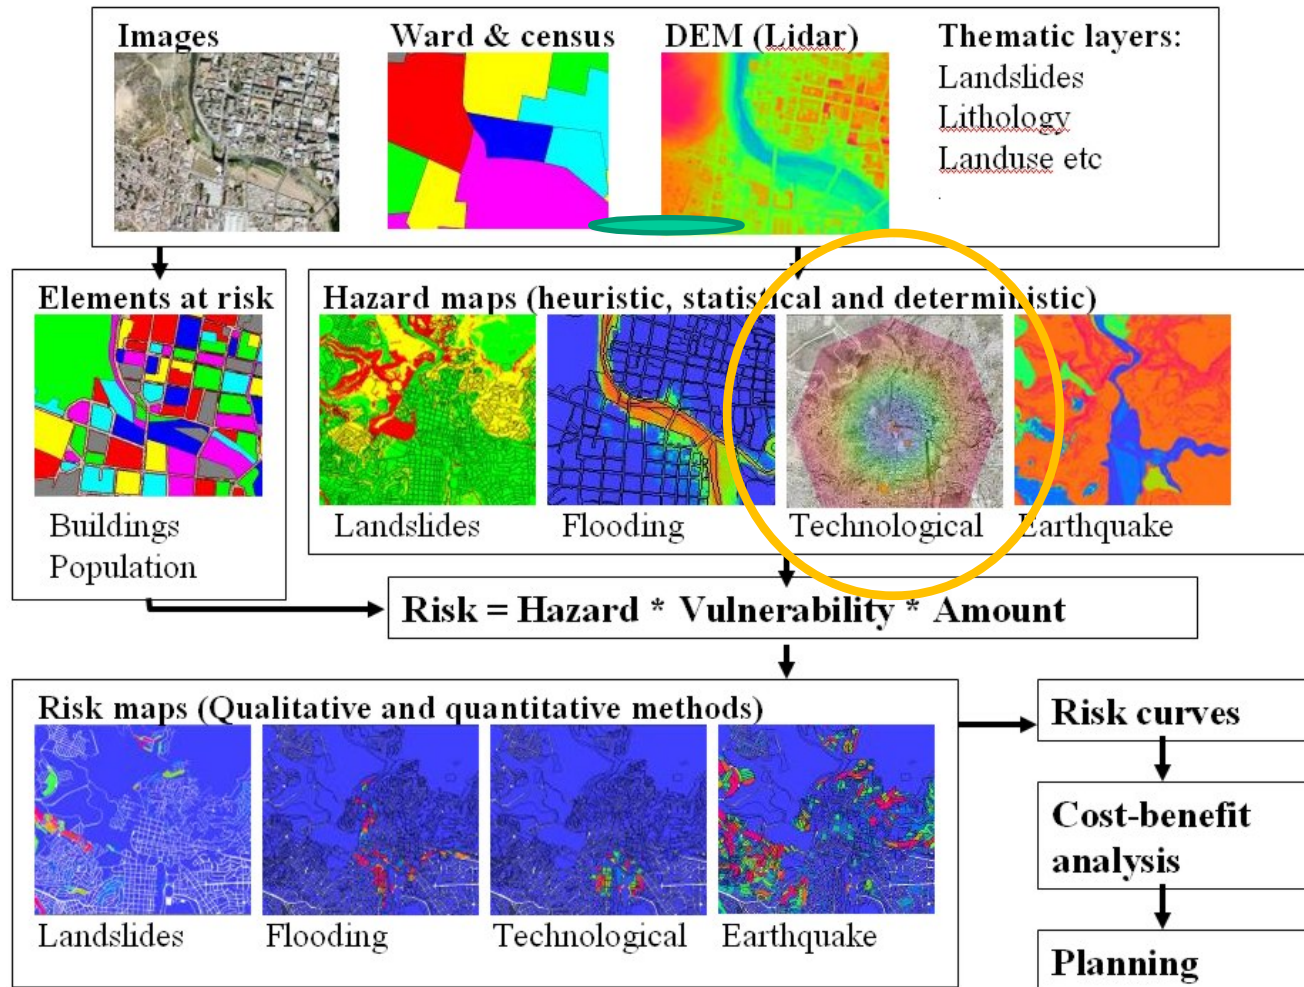 Images
Ward & census
DEM (Lidar)
Thematic layers:
Landslides
Lithology
Landuse etc
.
Elements at risk
Buildings
Population
Hazard maps (heuristic, statistical and deterministic)
Landslides
Flooding
Technological
Earthquake
Risk = Hazard * Vulnerability * Amount
Risk maps (Qualitative and quantitative methods)
Landslides
Flooding
Technological
Earthquake
Risk curves
Cost-benefit
analysis
Planning